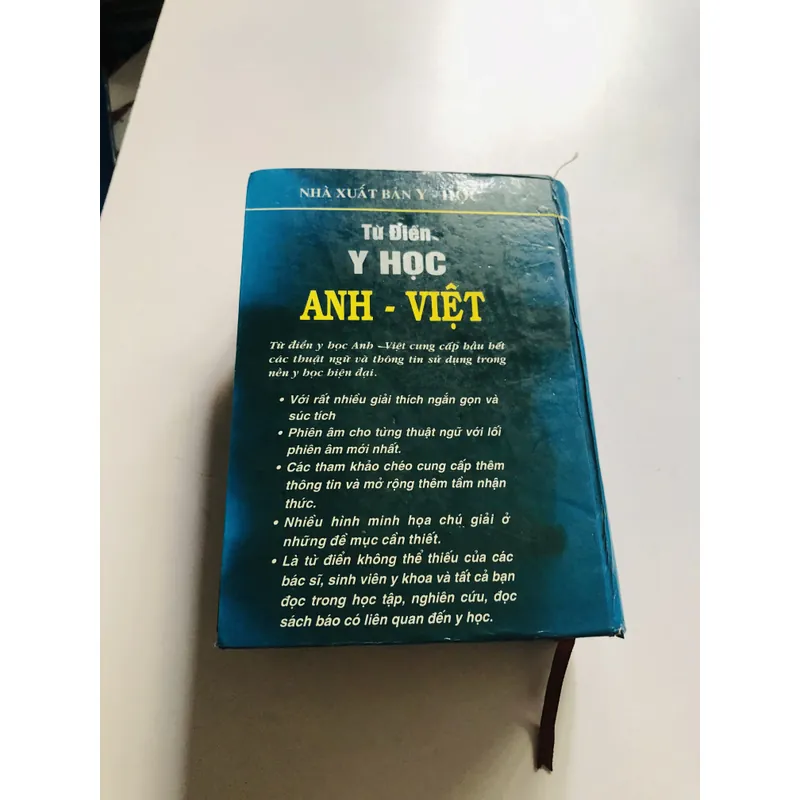 NHÀ XUẤT BẢN Y HỌC
Từ Điển
Y HỌC
ANH - VIỆT
Từ điển y học Anh –Việt cung cấp hầu hết
các thuật ngữ và thông tin sử dụng trong
nền y học hiện đại.
• Với rất nhiều giải thích ngắn gọn và
súc tích
• Phiên âm cho từng thuật ngữ với lối
phiên âm mới nhất.
• Các tham khảo chéo cung cấp thêm
thông tin và mở rộng thêm tầm nhận
thức.
• Nhiều hình minh họa chú giải ở
những đề mục cần thiết.
• Là từ điển không thể thiếu của các
bác sĩ, sinh viên y khoa và tất cả bạn
đọc trong học tập, nghiên cứu, đọc
sách báo có liên quan đến y học.